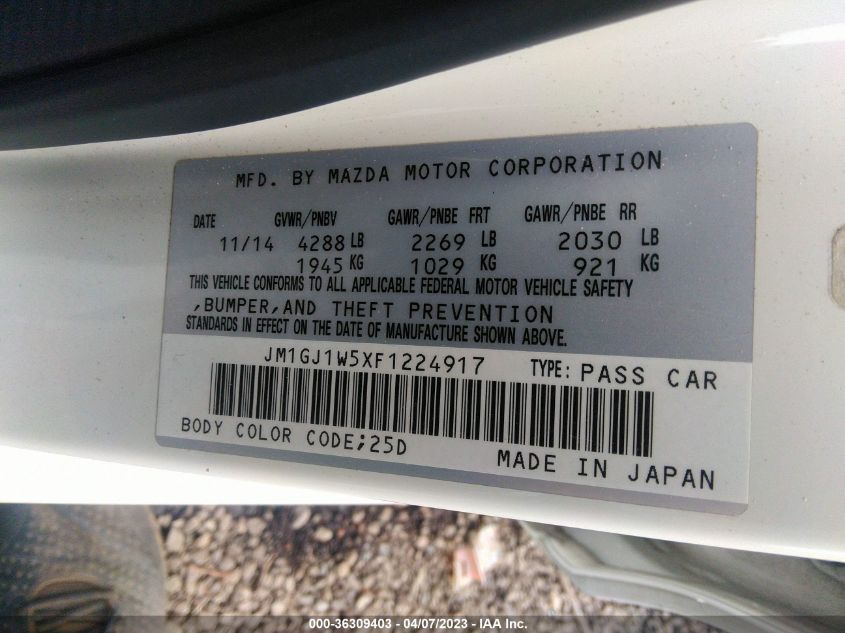 MFD. BY MAZDA MOTOR CORPORATION
DATE GVWR/PNBV GAWR/PNBE FRT GAWR/PNBE RR
11/14 4288 LB 2269 LB 2030 LB
1945 KG 1029 KG 921 KG
THIS VEHICLE CONFORMS TO ALL APPLICABLE FEDERAL MOTOR VEHICLE SAFETY
,BUMPER,AND THEFT PREVENTION
STANDARDS IN EFFECT ON THE DATE OF MANUFACTURE SHOWN ABOVE.
JM1GJ1W5XF1224917 TYPE: PASS CAR
BODY COLOR CODE;25D
MADE IN JAPAN
000-36309403 - 04/07/2023 - IAA Inc.